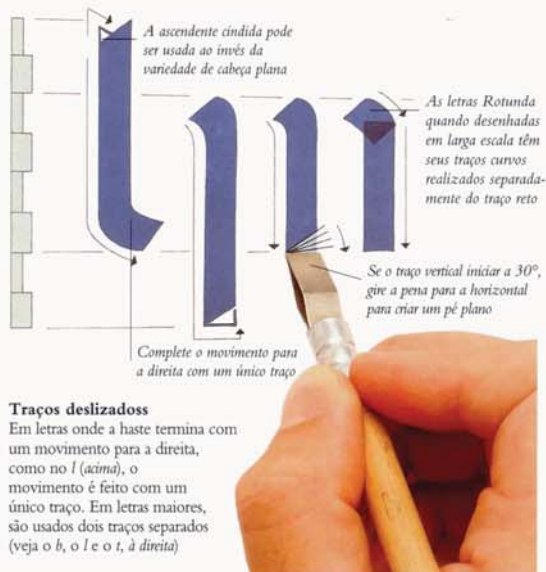 A ascendente cindida pode
ser usada ao invés da
variedade de cabeça plana
As letras Rotunda
quando desenhadas
em larga escala têm
seus traços curvos
realizados separada-
mente do traço reto
Se o traço vertical iniciar a 30°,
gire a pena para a horizontal
para criar um pé plano
Complete o movimento para
a direita com um único traço
Traços deslizadoss
Em letras onde a haste termina com
um movimento para a direita,
como no l (acima), o
movimento é feito com um
único traço. Em letras maiores,
são usados dois traços separados
(veja o b, o l e o t, à direita)